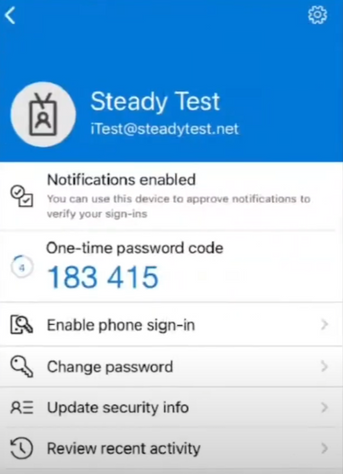 Steady Test
iTest@steadytest.net
Notifications enabled
You can use this device to approve notifications to
verify your sign-ins
One-time password code
4
183 415
Enable phone sign-in
Change password
Update security info
Review recent activity